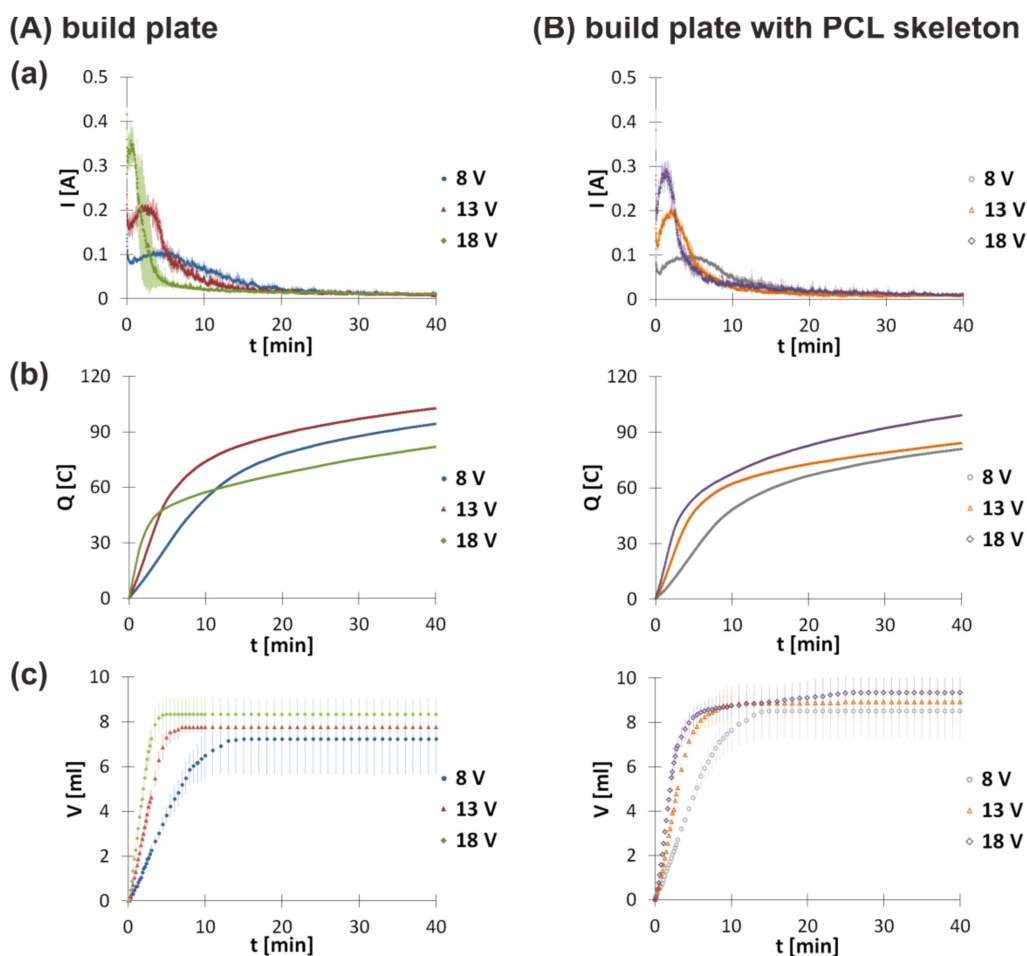 (A) build plate
(B) build plate with PCL skeleton
(a)
0.5
0.4
0.3
0.2
0.1
0
I [A]
0 10 20 30 40
t [min]
8 V
13 V
18 V
0.5
0.4
0.3
0.2
0.1
0
I [A]
0 10 20 30 40
t [min]
8 V
13 V
18 V
(b)
120
90
60
30
0
Q [C]
0 10 20 30 40
t [min]
8 V
13 V
18 V
120
90
60
30
0
Q [C]
0 10 20 30 40
t [min]
8 V
13 V
18 V
(c)
10
8
6
4
2
0
V [ml]
0 10 20 30 40
t [min]
8 V
13 V
18 V
10
8
6
4
2
0
V [ml]
0 10 20 30 40
t [min]
8 V
13 V
18 V